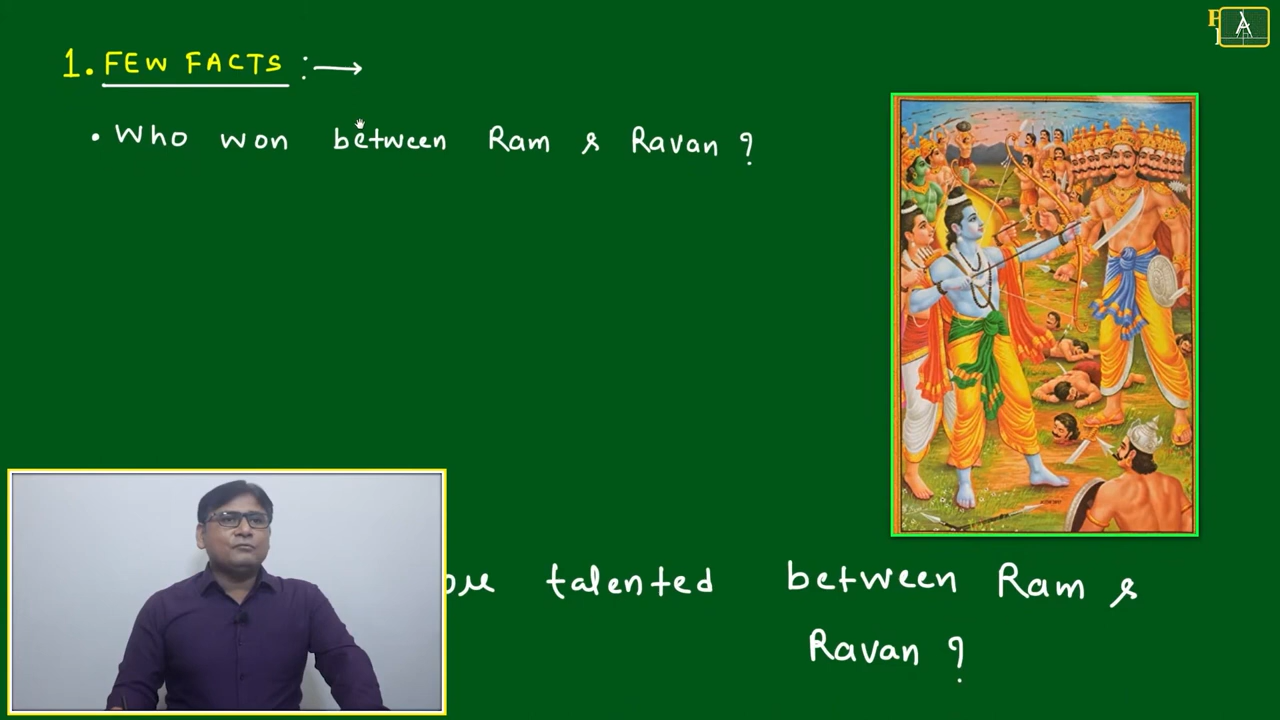 1. FEW FACTS :→
• Who won between Ram & Ravan ?
talented between Ram &
Ravan ?